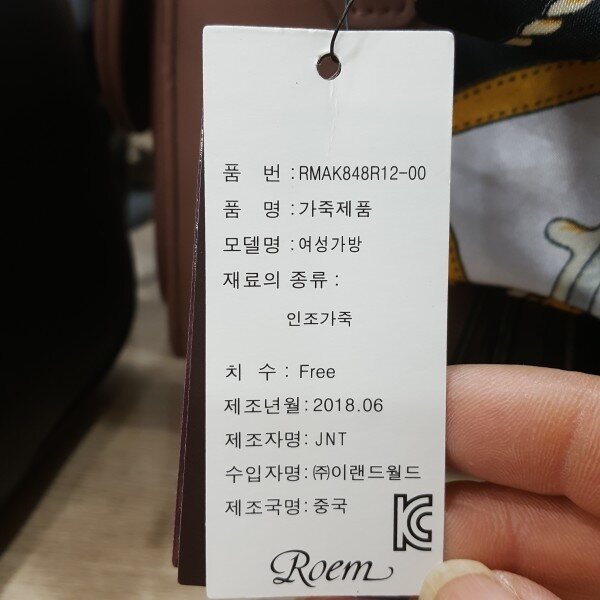 품 번 : RMAK848R12-00
품 명 : 가죽제품
모델명 : 여성가방
재료의 종류 :
인조가죽
치 수 : Free
제조년월 : 2018.06
제조자명 : JNT
수입자명 : ㈜이랜드월드
제조국명 : 중국
KC
Roem